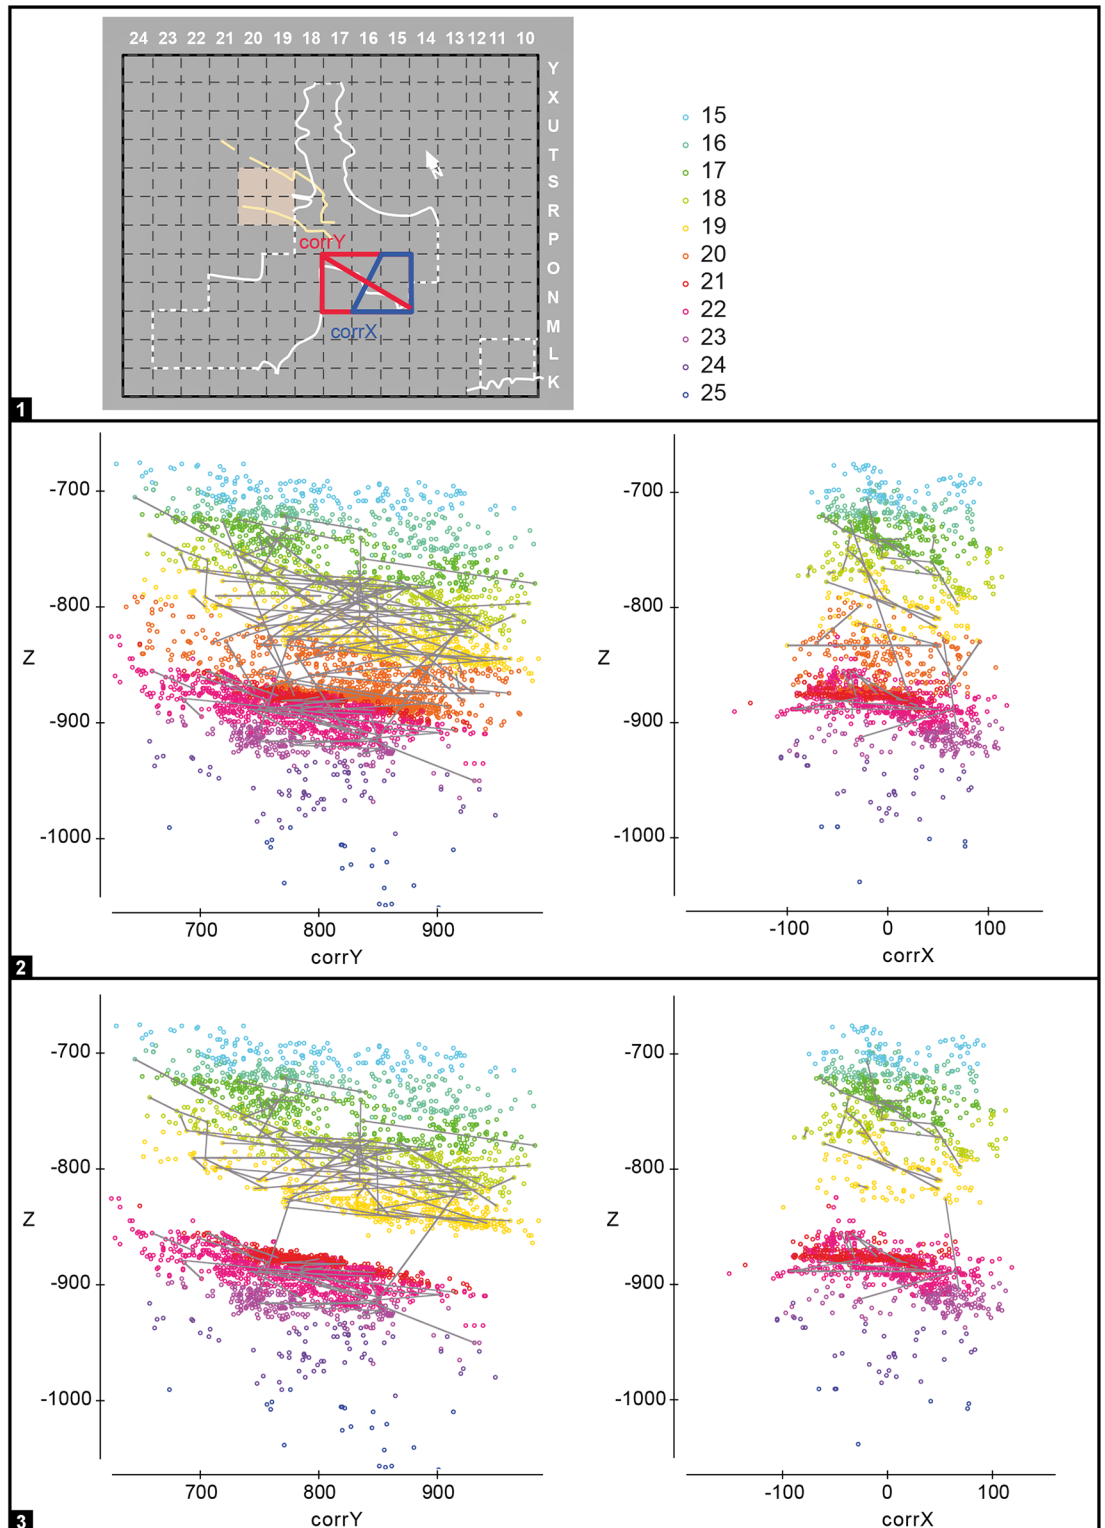 24 23 22 21 20 19 18 17 16 15 14 13 12 11 10
Y
X
U
T
S
R
P
O
N
M
L
K
corrY
corrX
15
16
17
18
19
20
21
22
23
24
25
1
-700
-800
-900
-1000
Z
700 800 900
corrY
-700
-800
-900
-1000
Z
-100 0 100
corrX
2
-700
-800
-900
-1000
Z
700 800 900
corrY
-700
-800
-900
-1000
Z
-100 0 100
corrX
3